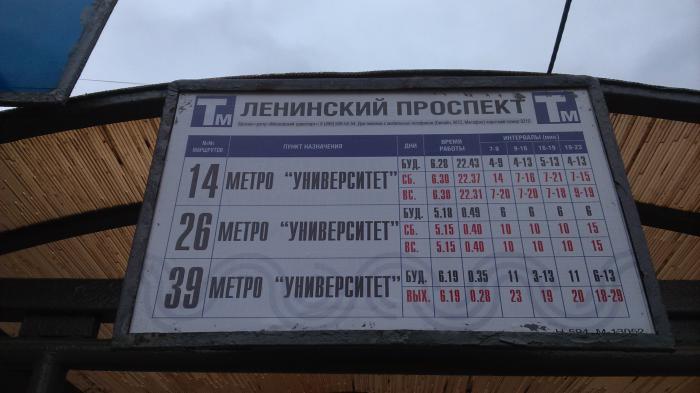 Тм ЛЕНИНСКИЙ ПРОСПЕКТ Тм
№№ МАРШРУТОВ ПУНКТ НАЗНАЧЕНИЯ ДНИ ВРЕМЯ РАБОТЫ ИНТЕРВАЛЫ (мин)
7-9 9-16 16-19 19-23
14 МЕТРО "УНИВЕРСИТЕТ" БУД. 6.28 22.43 4-9 4-13 5-13 4-13
СБ. 6.30 22.37 14 7-16 7-21 7-15
ВС. 6.30 22.31 7-20 7-20 7-18 9-19
26 МЕТРО "УНИВЕРСИТЕТ" БУД. 5.18 0.49 6 6 6 6
СБ. 5.15 0.40 10 10 10 15
ВС. 5.15 0.40 10 10 10 15
39 МЕТРО "УНИВЕРСИТЕТ" БУД. 6.19 0.35 11 3-13 11 6-13
ВЫХ. 6.19 0.28 23 19 20 18-29